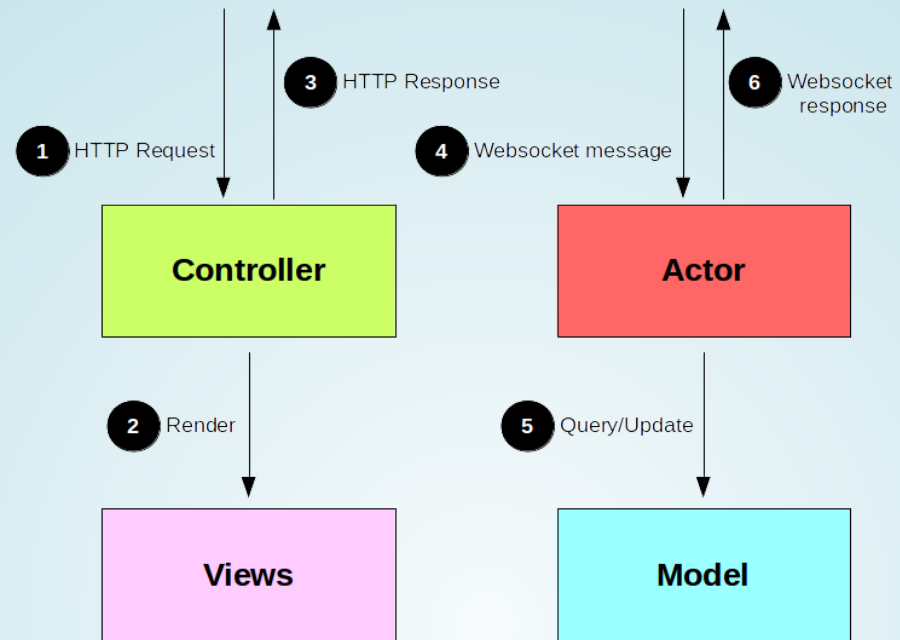 3 HTTP Response
6 Websocket
response
1 HTTP Request
4 Websocket message
Controller
Actor
2 Render
5 Query/Update
Views
Model